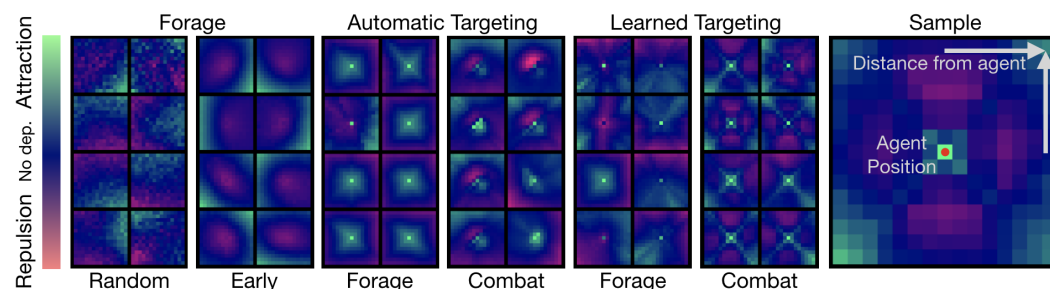 Forage
Automatic Targeting
Learned Targeting
Sample
Repulsion No dep. Attraction
Distance from agent
Agent
Position
Random
Early
Forage
Combat
Forage
Combat